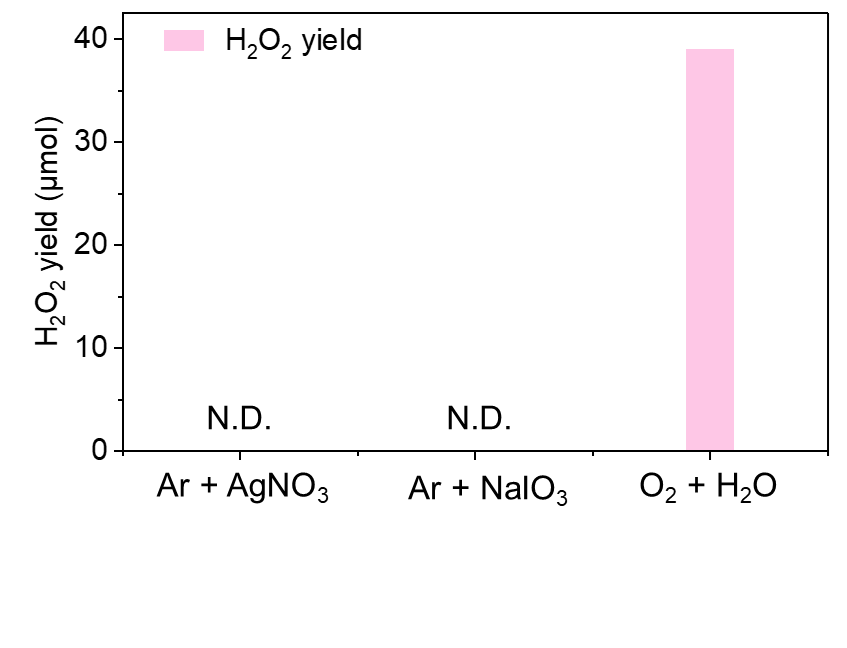 H₂O₂ yield
H₂O₂ yield (μmol)
40
30
20
10
0
N.D.
N.D.
Ar + AgNO₃
Ar + NaIO₃
O₂ + H₂O